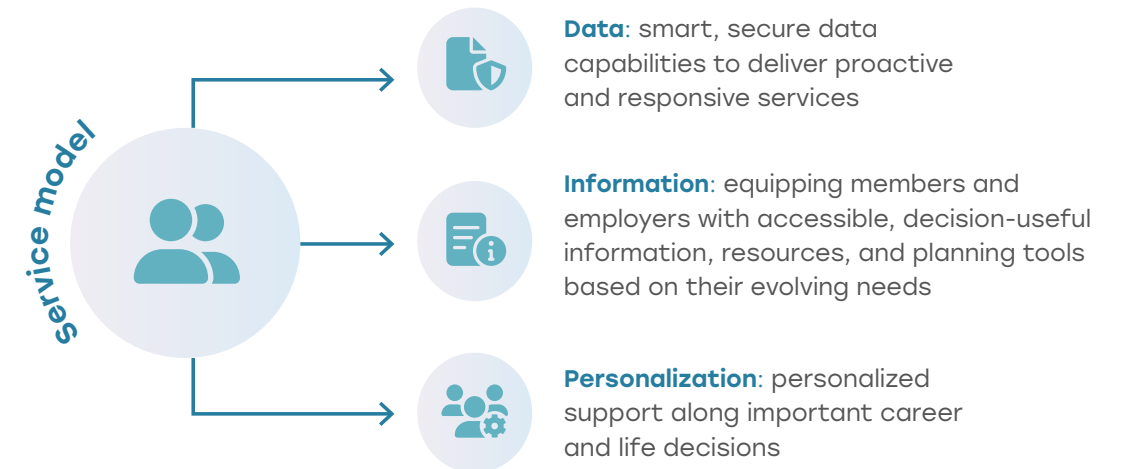 Service model
Data: smart, secure data
capabilities to deliver proactive
and responsive services
Information: equipping members and
employers with accessible, decision-useful
information, resources, and planning tools
based on their evolving needs
Personalization: personalized
support along important career
and life decisions